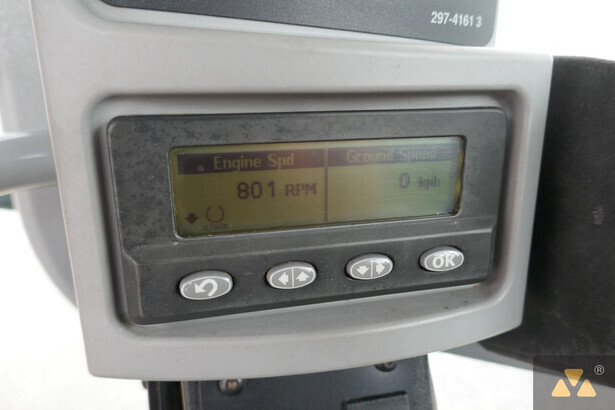 297-4161 3
Engine Spd Ground Speed
801 RPM 0 kph
OK
®